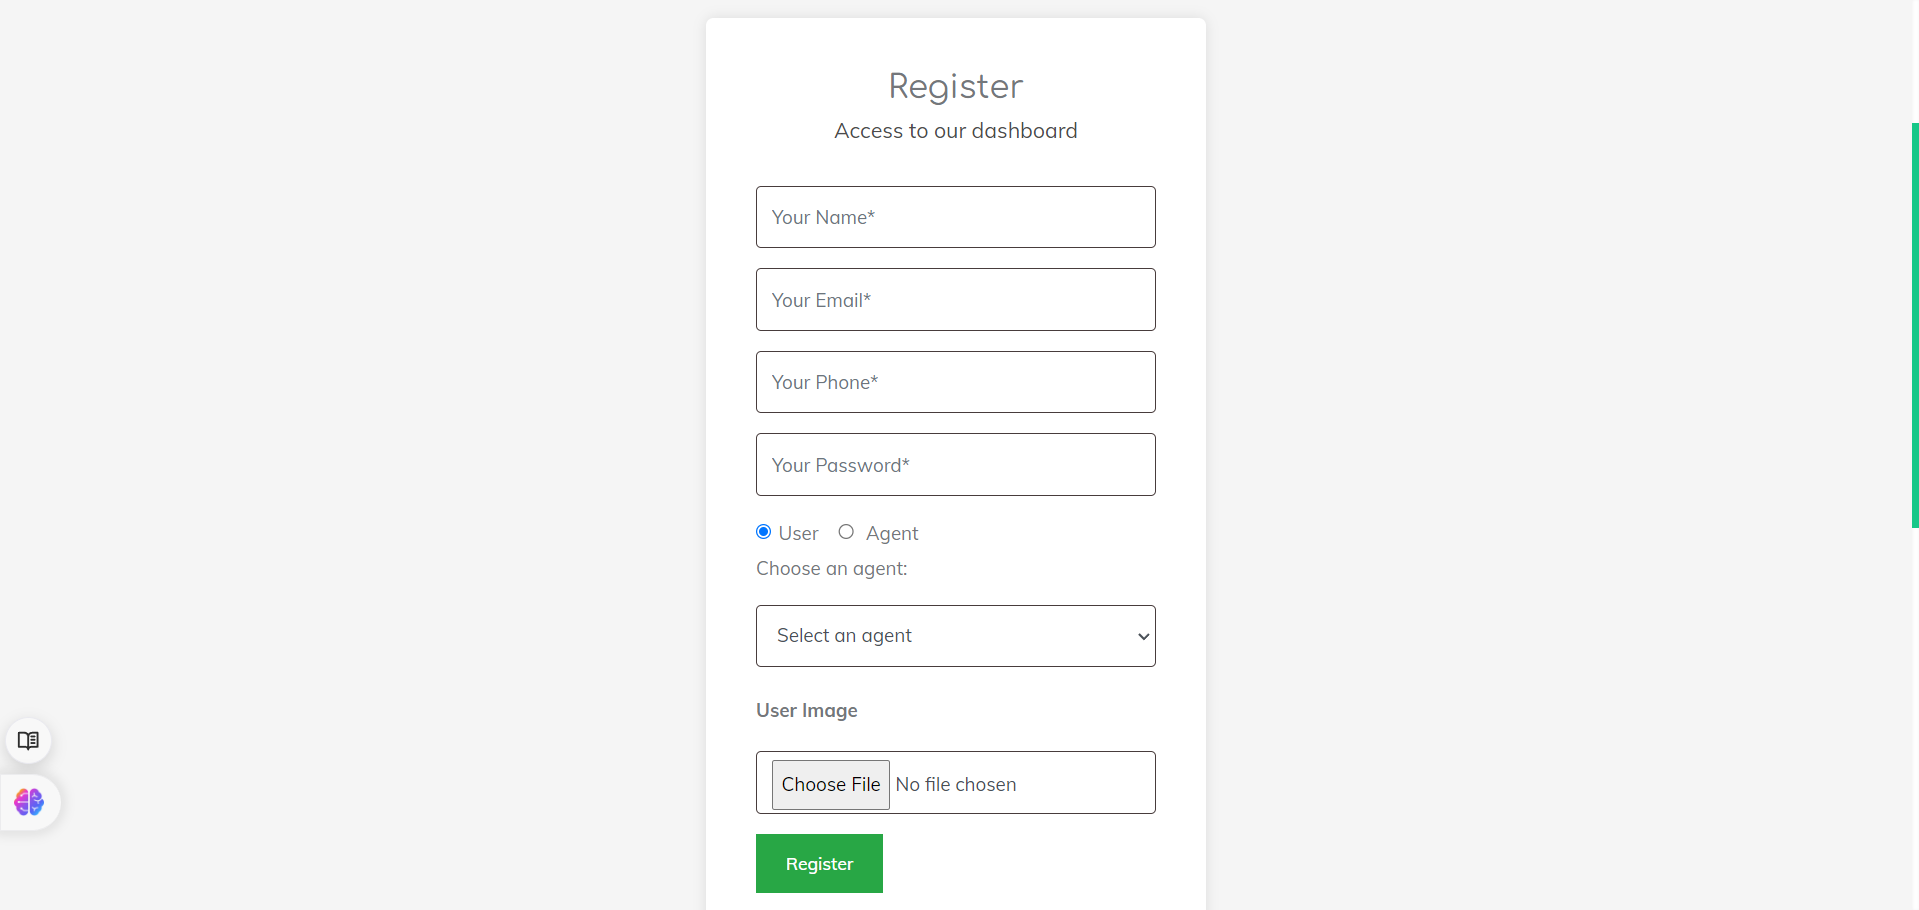 Register
Access to our dashboard
Your Name*
Your Email*
Your Phone*
Your Password*
User Agent
Choose an agent:
Select an agent
User Image
Choose File No file chosen
Register